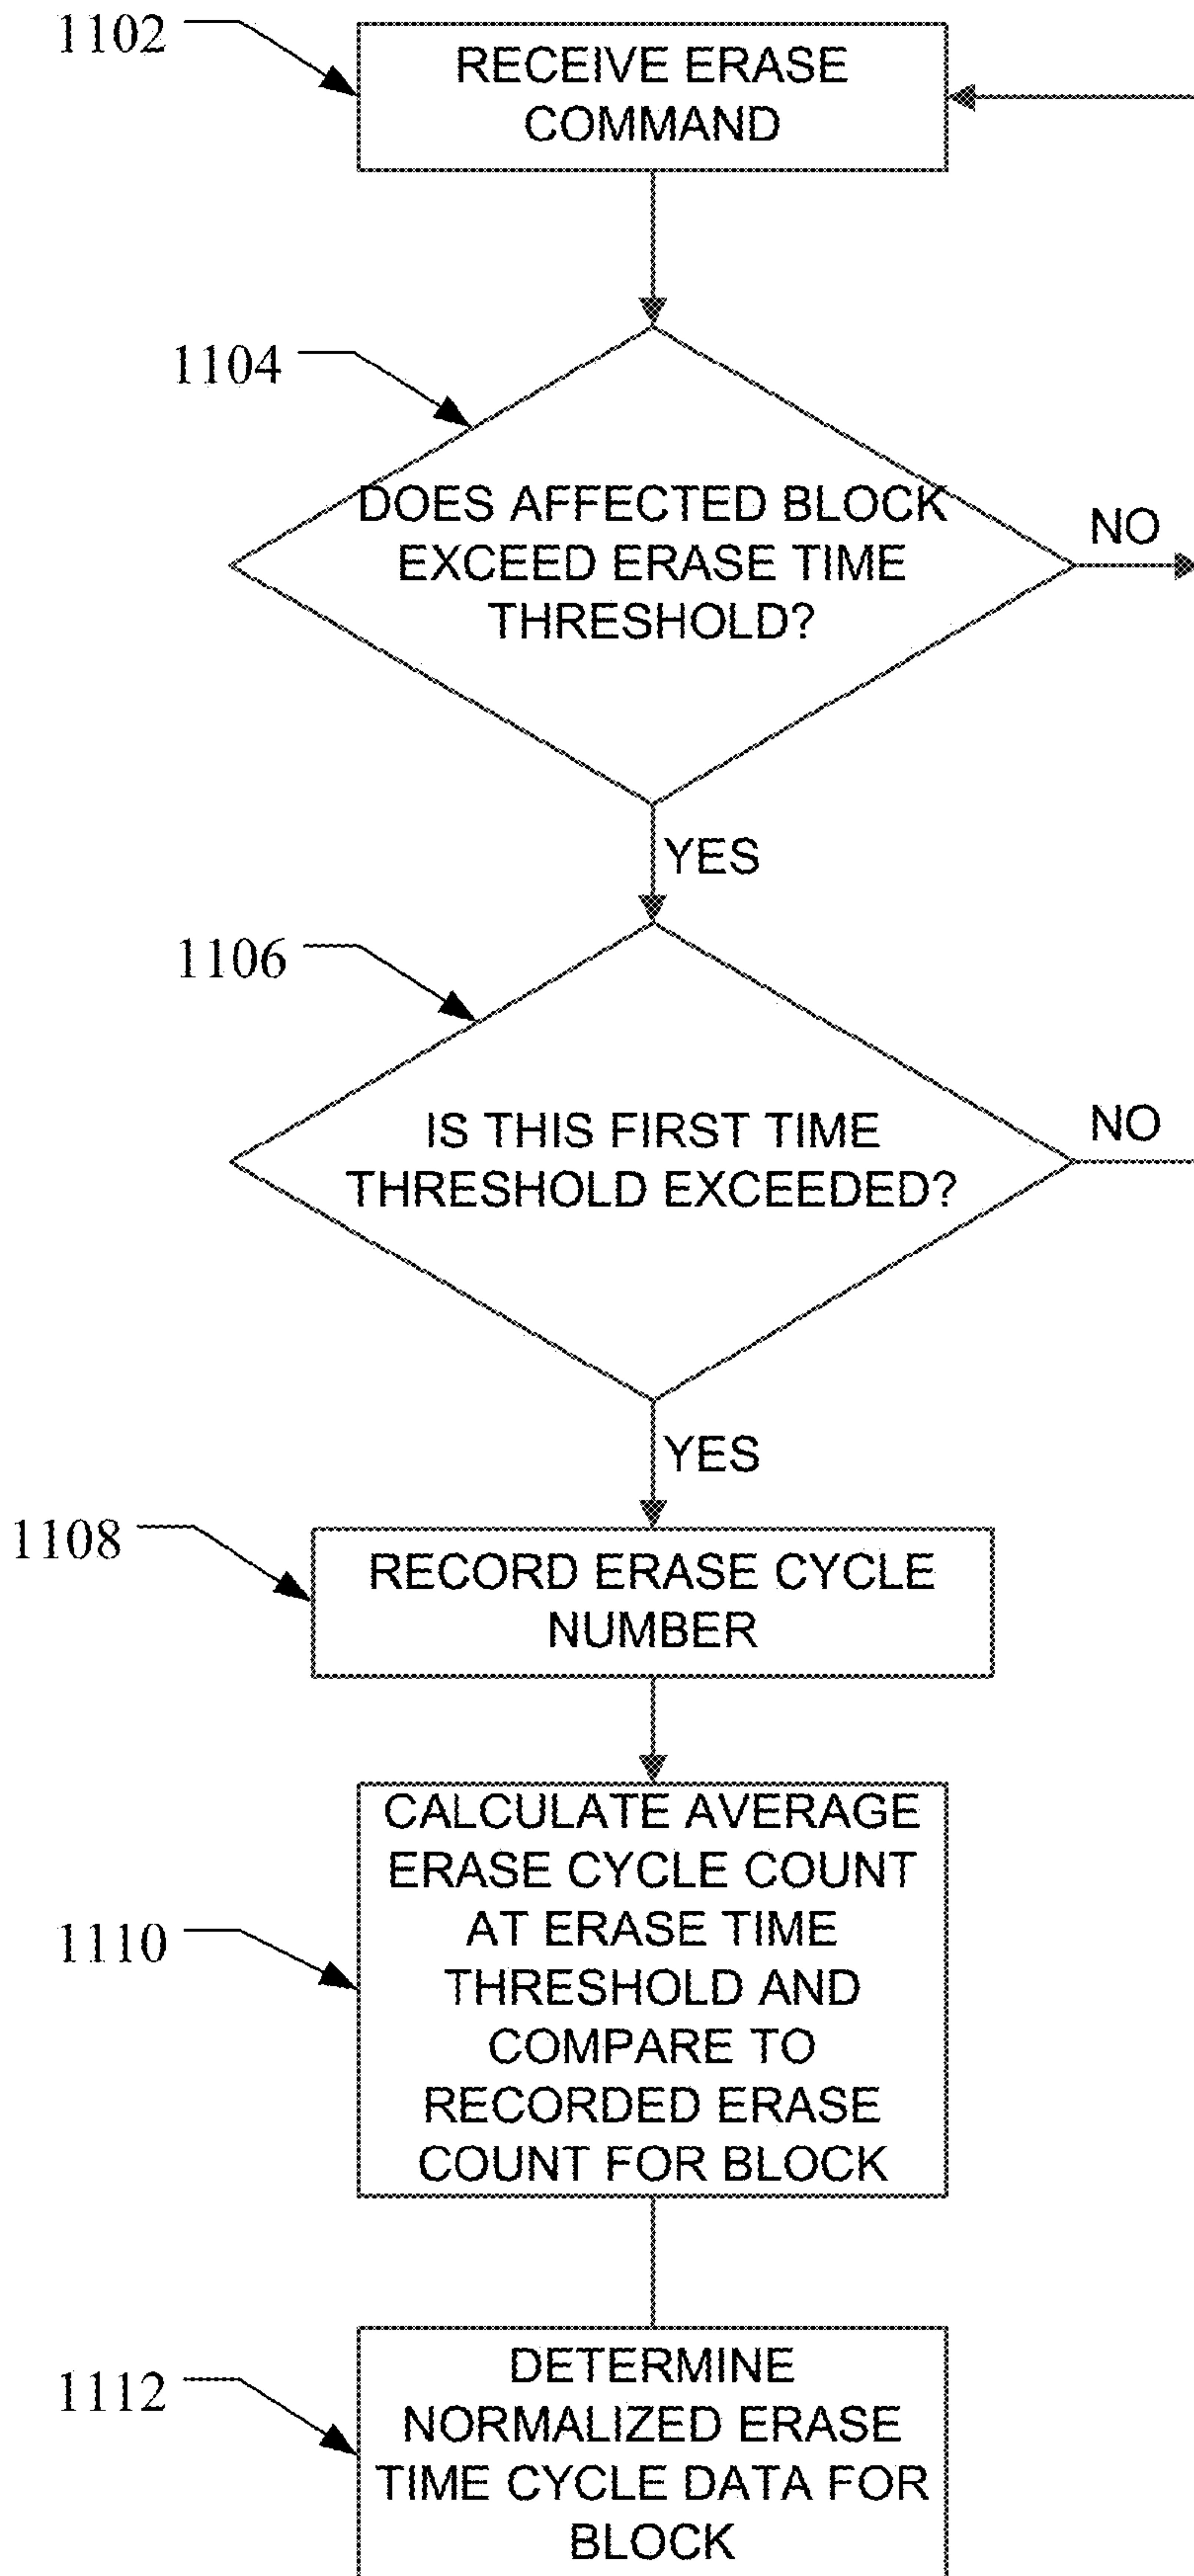 1102
RECEIVE ERASE
COMMAND
1104
DOES AFFECTED BLOCK
EXCEED ERASE TIME
THRESHOLD?
NO
YES
1106
IS THIS FIRST TIME
THRESHOLD EXCEEDED?
NO
YES
1108
RECORD ERASE CYCLE
NUMBER
1110
CALCULATE AVERAGE
ERASE CYCLE COUNT
AT ERASE TIME
THRESHOLD AND
COMPARE TO
RECORDED ERASE
COUNT FOR BLOCK
1112
DETERMINE
NORMALIZED ERASE
TIME CYCLE DATA FOR
BLOCK